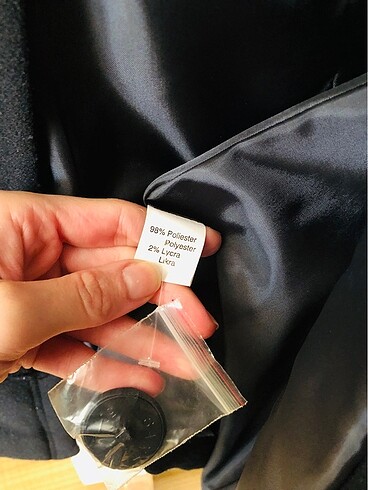 98% Poliester
Polyester
2% Lycra
Likra